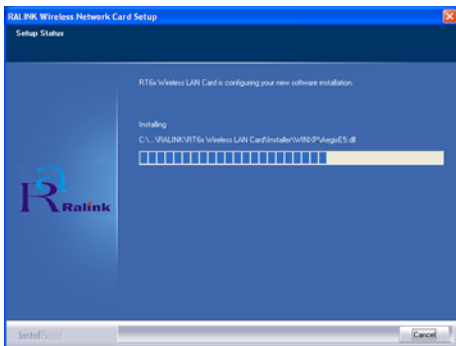 RALINK Wireless Network Card Setup
Setup Status
RT6x Wireless LAN Card is configuring your new software installation.
Installing
C:\...\RALINK\RT6x Wireless LAN Card\Installer\WINXP\AegisE5.dll
Ralink
InstallShield
Cancel